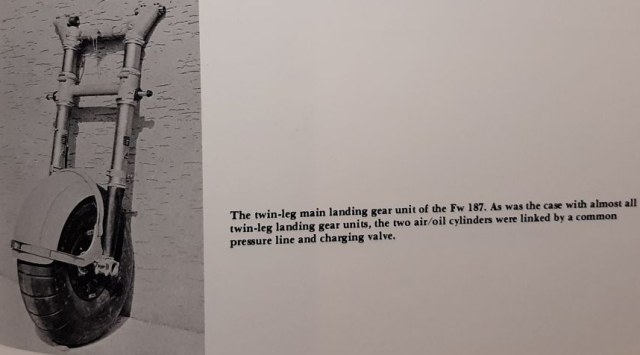 The twin-leg main landing gear unit of the Fw 187. As was the case with almost all
twin-leg landing gear units, the two air/oil cylinders were linked by a common
pressure line and charging valve.